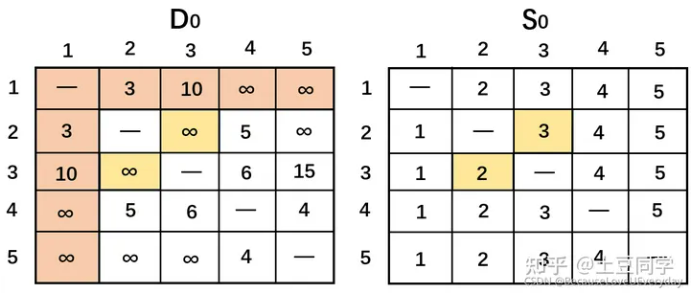 D0 S0
1 2 3 4 5 1 2 3 4 5
1 — 3 10 ∞ ∞ 1 — 2 3 4 5
2 3 — ∞ 5 ∞ 2 1 — 3 4 5
3 10 ∞ — 6 15 3 1 2 — 4 5
4 ∞ 5 6 — 4 4 1 2 3 — 5
5 ∞ ∞ ∞ 4 — 5 1 2 3 4 —
知乎 @土豆同学